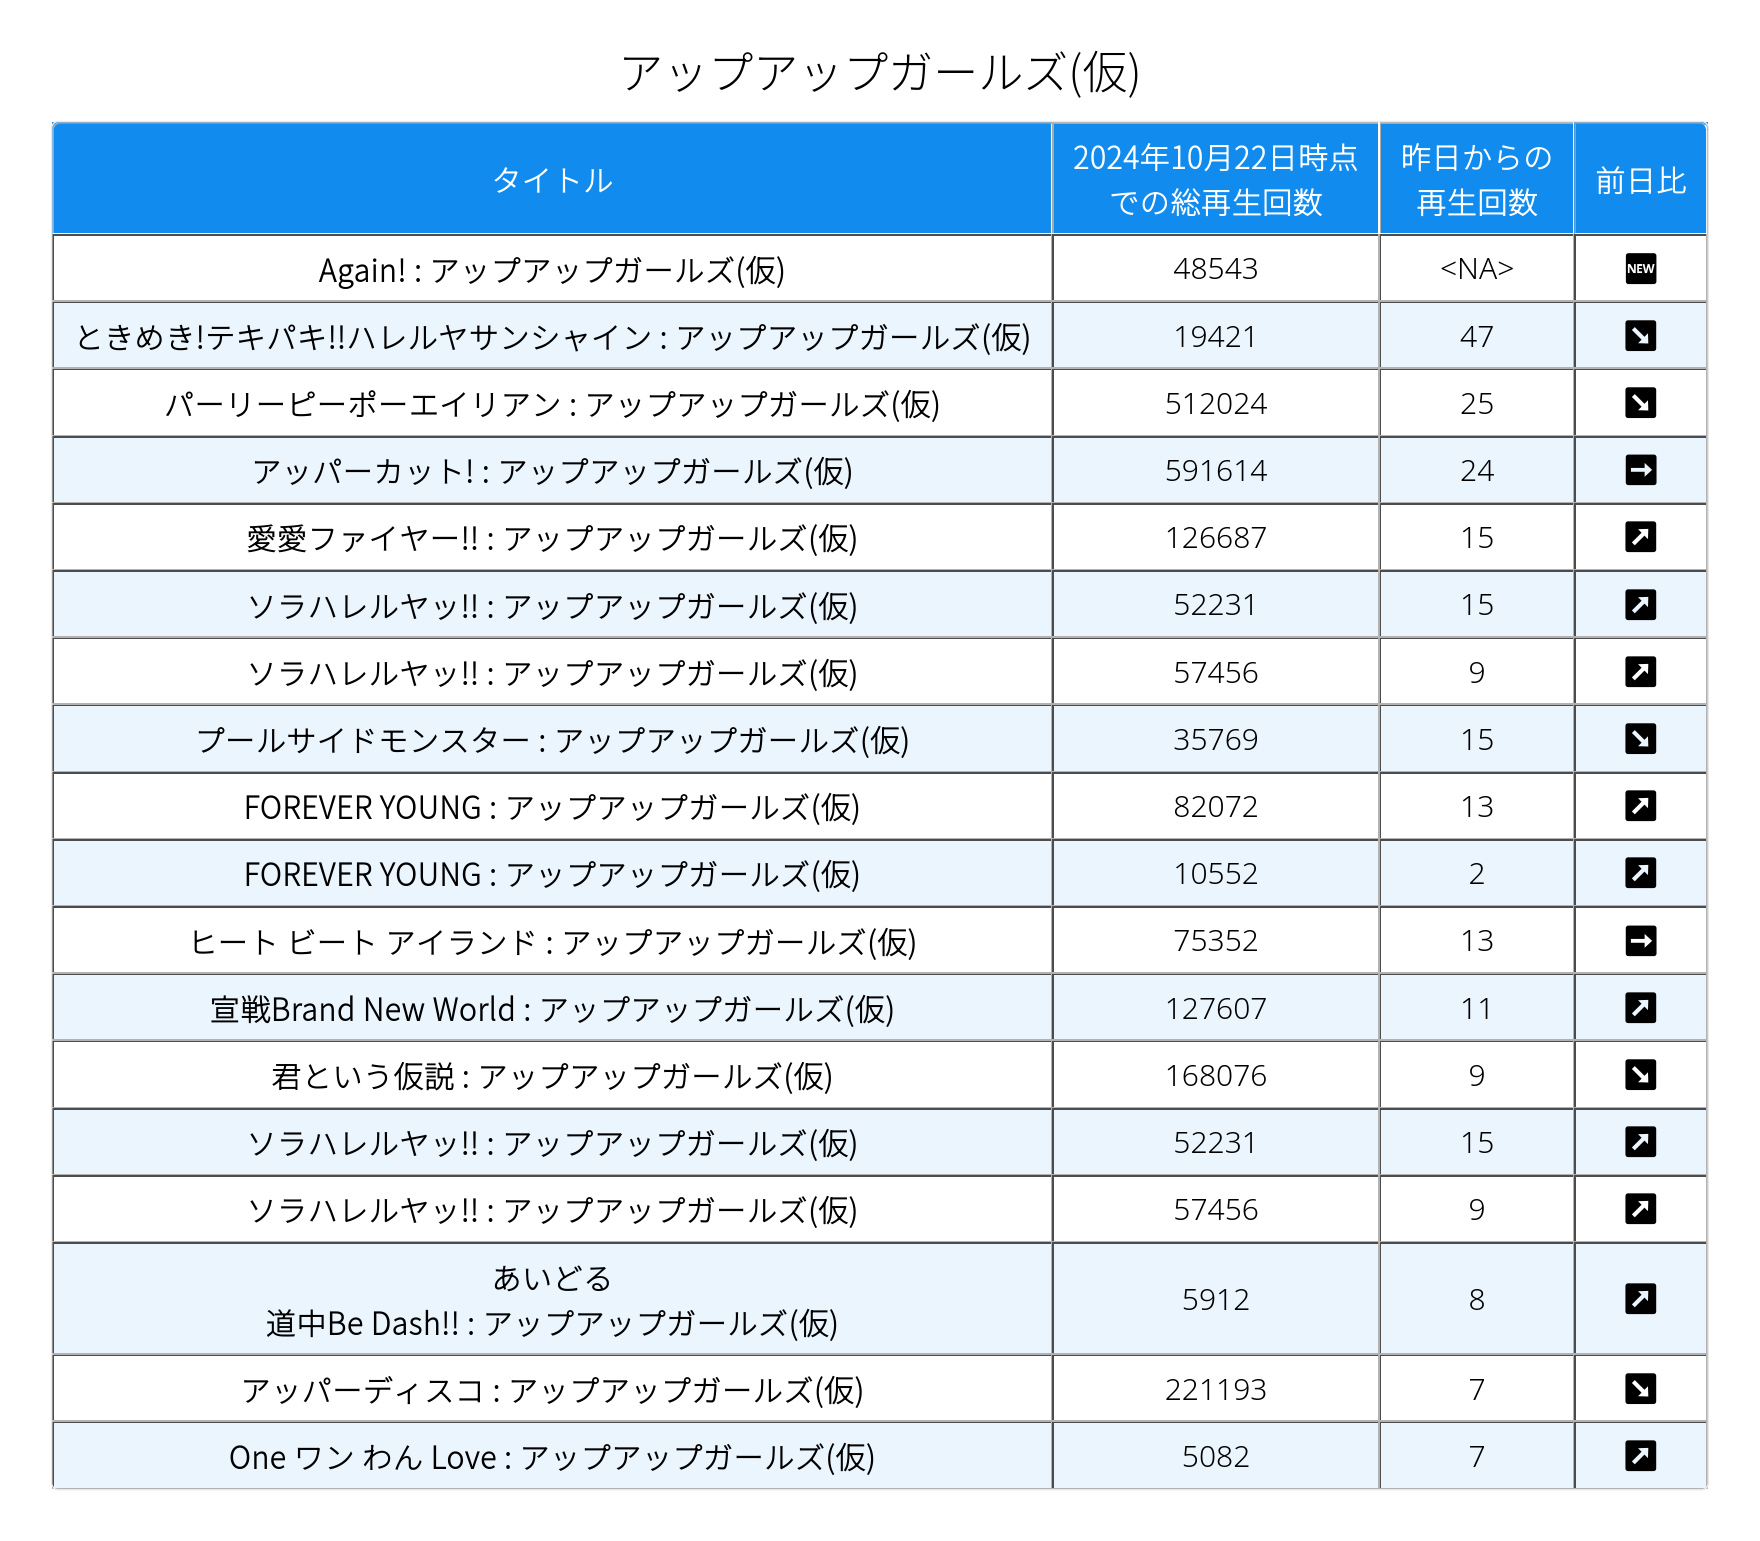 アップアップガールズ(仮)
タイトル
2024年10月22日時点
での総再生回数
昨日からの
再生回数
前日比
Again! : アップアップガールズ(仮) 48543 <NA> NEW
ときめき!テキパキ!!ハレルヤサンシャイン : アップアップガールズ(仮) 19421 47
パーリーピーポーエイリアン : アップアップガールズ(仮) 512024 25
アッパーカット! : アップアップガールズ(仮) 591614 24
愛愛ファイヤー!! : アップアップガールズ(仮) 126687 15
ソラハレルヤッ!! : アップアップガールズ(仮) 52231 15
ソラハレルヤッ!! : アップアップガールズ(仮) 57456 9
プールサイドモンスター : アップアップガールズ(仮) 35769 15
FOREVER YOUNG : アップアップガールズ(仮) 82072 13
FOREVER YOUNG : アップアップガールズ(仮) 10552 2
ヒート ビート アイランド : アップアップガールズ(仮) 75352 13
宣戦Brand New World : アップアップガールズ(仮) 127607 11
君という仮説 : アップアップガールズ(仮) 168076 9
ソラハレルヤッ!! : アップアップガールズ(仮) 52231 15
ソラハレルヤッ!! : アップアップガールズ(仮) 57456 9
あいどる
道中Be Dash!! : アップアップガールズ(仮) 5912 8
アッパーディスコ : アップアップガールズ(仮) 221193 7
One ワン わん Love : アップアップガールズ(仮) 5082 7